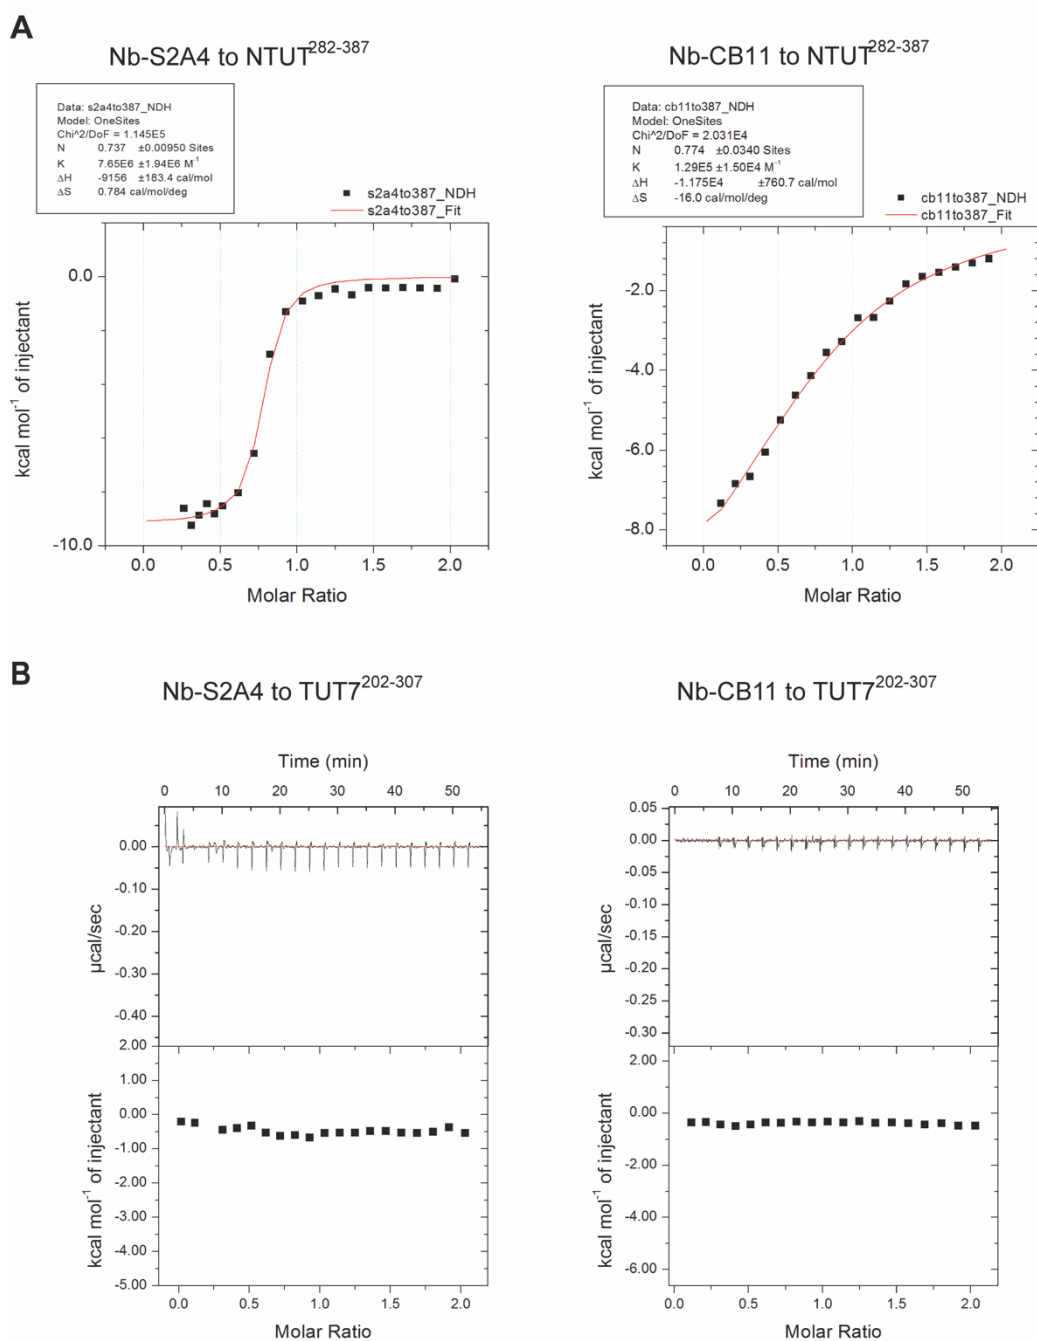 A
Nb-S2A4 to NTUT282-387
Data: s2a4to387_NDH
Model: OneSites
Chi^2/DoF = 1.145E5
N 0.737 ±0.00950 Sites
K 7.65E6 ±1.94E6 M-1
ΔH -9156 ±183.4 cal/mol
ΔS 0.784 cal/mol/deg
s2a4to387_NDH
s2a4to387_Fit
0.0
-10.0
kcal mol-1 of injectant
0.0 0.5 1.0 1.5 2.0
Molar Ratio
Nb-CB11 to NTUT282-387
Data: cb11to387_NDH
Model: OneSites
Chi^2/DoF = 2.031E4
N 0.774 ±0.0340 Sites
K 1.29E5 ±1.50E4 M-1
ΔH -1.175E4 ±760.7 cal/mol
ΔS -16.0 cal/mol/deg
cb11to387_NDH
cb11to387_Fit
-2.0
-4.0
-6.0
-8.0
kcal mol-1 of injectant
0.0 0.5 1.0 1.5 2.0
Molar Ratio
B
Nb-S2A4 to TUT7202-307
Time (min)
0 10 20 30 40 50
0.00
-0.10
-0.20
-0.30
-0.40
µcal/sec
2.00
1.00
0.00
-1.00
-2.00
-3.00
-4.00
-5.00
kcal mol-1 of injectant
0.0 0.5 1.0 1.5 2.0
Molar Ratio
Nb-CB11 to TUT7202-307
Time (min)
0 10 20 30 40 50
0.05
0.00
-0.05
-0.10
-0.15
-0.20
-0.25
-0.30
µcal/sec
2.00
0.00
-2.00
-4.00
-6.00
kcal mol-1 of injectant
0.0 0.5 1.0 1.5 2.0
Molar Ratio